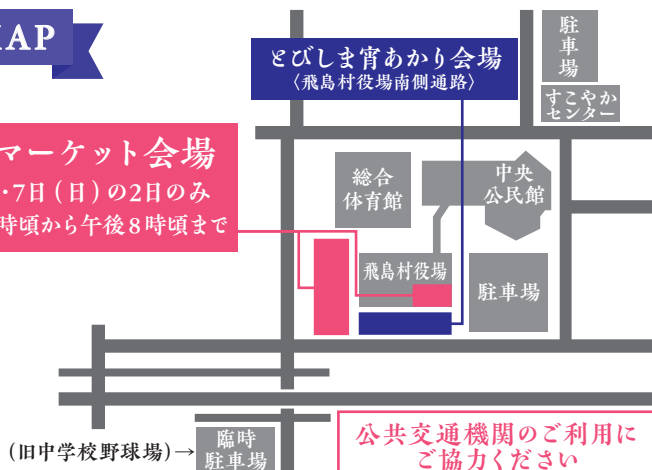 MAP
とびしま宵あかり会場
〈飛島村役場南側通路〉
駐車場
すこやか
センター
マーケット会場
・7日(日)の2日のみ
時頃から午後8時頃まで
総合
体育館
中央
公民館
飛島村役場
駐車場
(旧中学校野球場)→
臨時
駐車場
公共交通機関のご利用に
ご協力ください